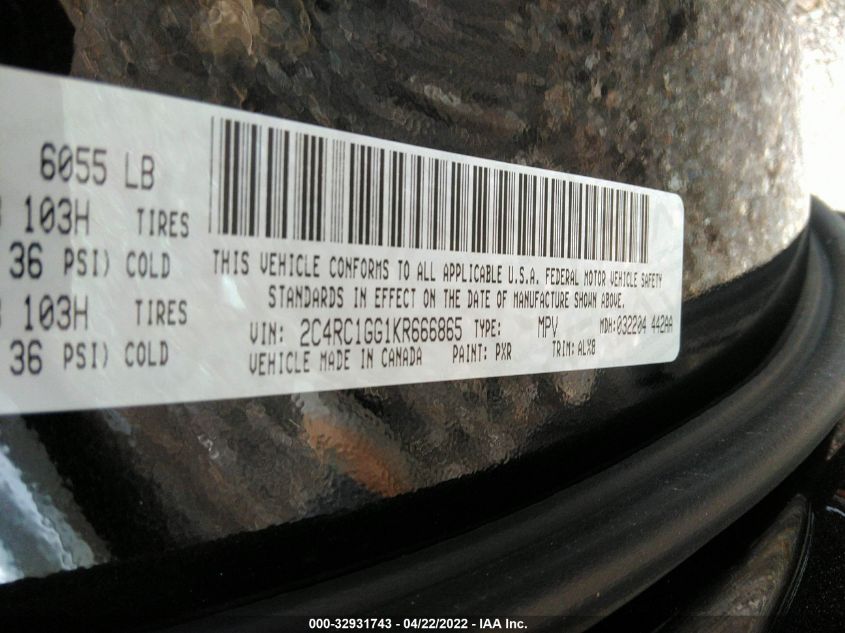 6055 LB
103H TIRES
36 PSI) COLD
103H TIRES
36 PSI) COLD
THIS VEHICLE CONFORMS TO ALL APPLICABLE U.S.A. FEDERAL MOTOR VEHICLE SAFETY
STANDARDS IN EFFECT ON THE DATE OF MANUFACTURE SHOWN ABOVE.
VIN: 2C4RC1GG1KR666865 TYPE: MPV MDH: 032204 442AA
VEHICLE MADE IN CANADA PAINT: PXR TRIM: ALX8
000-32931743 - 04/22/2022 - IAA Inc.